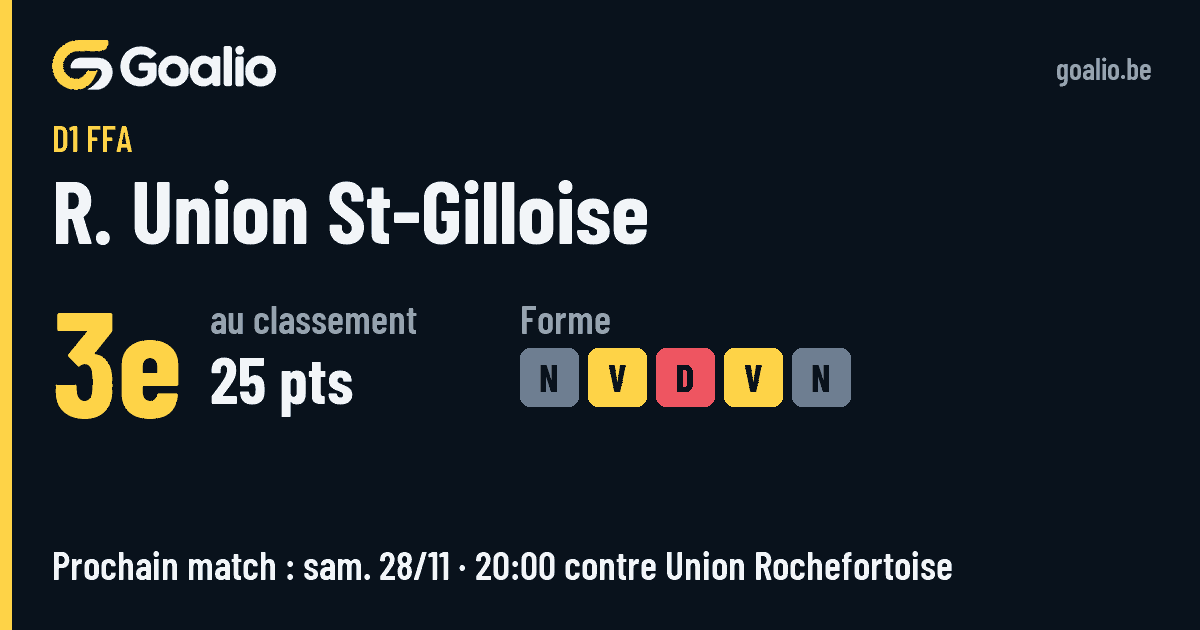 Goalio
goalio.be
D1 FFA
R. Union St-Gilloise
3e
au classement
25 pts
Forme
N V D V N
Prochain match : sam. 28/11 · 20:00 contre Union Rochefortoise